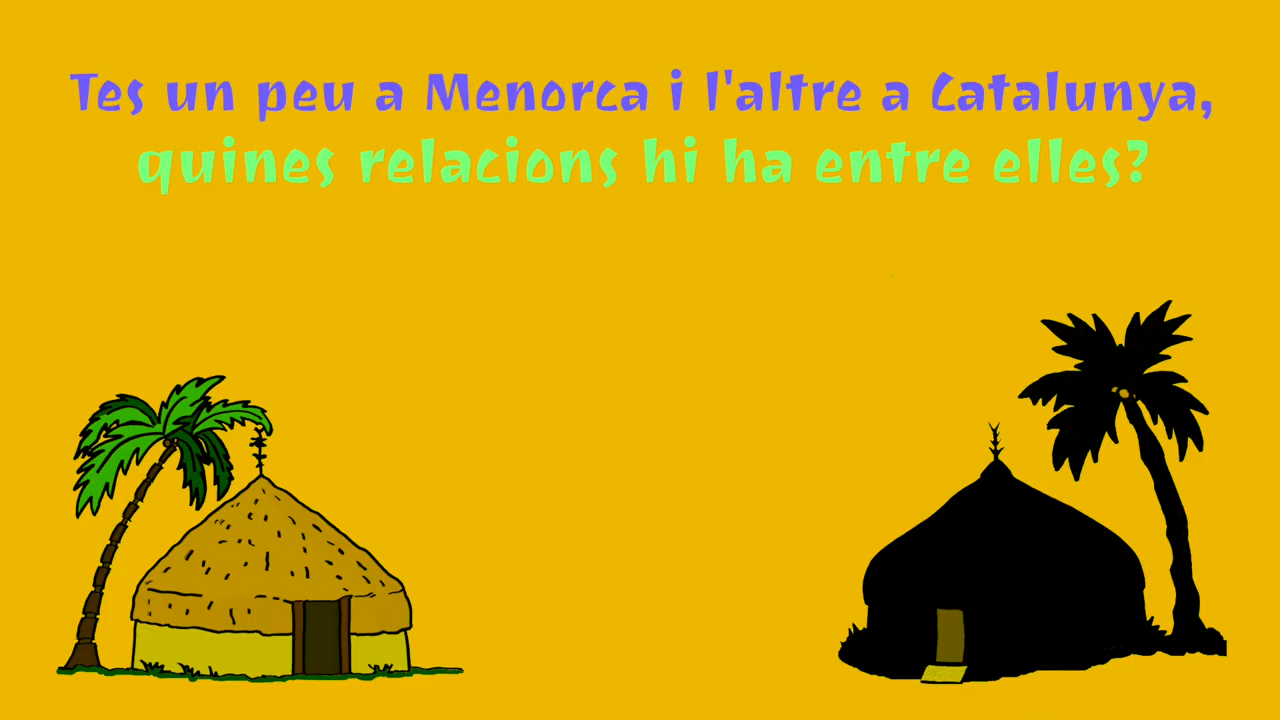 Tes un peu a Menorca i l'altre a Catalunya,
quines relacions hi ha entre elles?